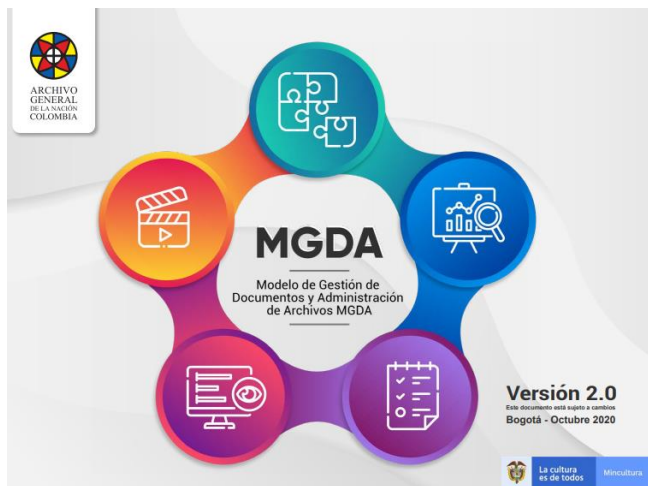 ARCHIVO
GENERAL
DE LA NACIÓN
COLOMBIA
MGDA
Modelo de Gestión de
Documentos y Administración
de Archivos MGDA
Versión 2.0
Este documento está sujeto a cambios
Bogotá - Octubre 2020
La cultura
es de todos
Mincultura